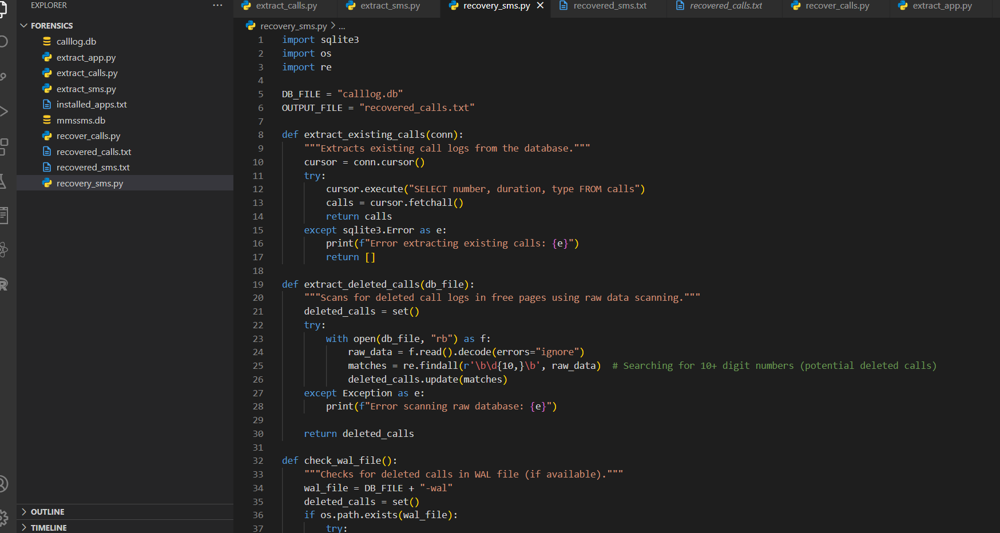 EXPLORER ...
FORENSICS
calllog.db
extract_app.py
extract_calls.py
extract_sms.py
installed_apps.txt
mmssms.db
recover_calls.py
recovered_calls.txt
recovered_sms.txt
recovery_sms.py
OUTLINE
TIMELINE
extract_calls.py extract_sms.py recovery_sms.py × recovered_sms.txt recovered_calls.txt recover_calls.py extract_app.py
recovery_sms.py > ...
1 import sqlite3
2 import os
3 import re
4
5 DB_FILE = "calllog.db"
6 OUTPUT_FILE = "recovered_calls.txt"
7
8 def extract_existing_calls(conn):
9     """Extracts existing call logs from the database."""
10     cursor = conn.cursor()
11     try:
12         cursor.execute("SELECT number, duration, type FROM calls")
13         calls = cursor.fetchall()
14         return calls
15     except sqlite3.Error as e:
16         print(f"Error extracting existing calls: {e}")
17         return []
18
19 def extract_deleted_calls(db_file):
20     """Scans for deleted call logs in free pages using raw data scanning."""
21     deleted_calls = set()
22     try:
23         with open(db_file, "rb") as f:
24             raw_data = f.read().decode(errors="ignore")
25             matches = re.findall(r'\b\d{10,}\b', raw_data)  # Searching for 10+ digit numbers (potential deleted calls)
26             deleted_calls.update(matches)
27     except Exception as e:
28         print(f"Error scanning raw database: {e}")
29
30     return deleted_calls
31
32 def check_wal_file():
33     """Checks for deleted calls in WAL file (if available)."""
34     wal_file = DB_FILE + "-wal"
35     deleted_calls = set()
36     if os.path.exists(wal_file):
37         try: